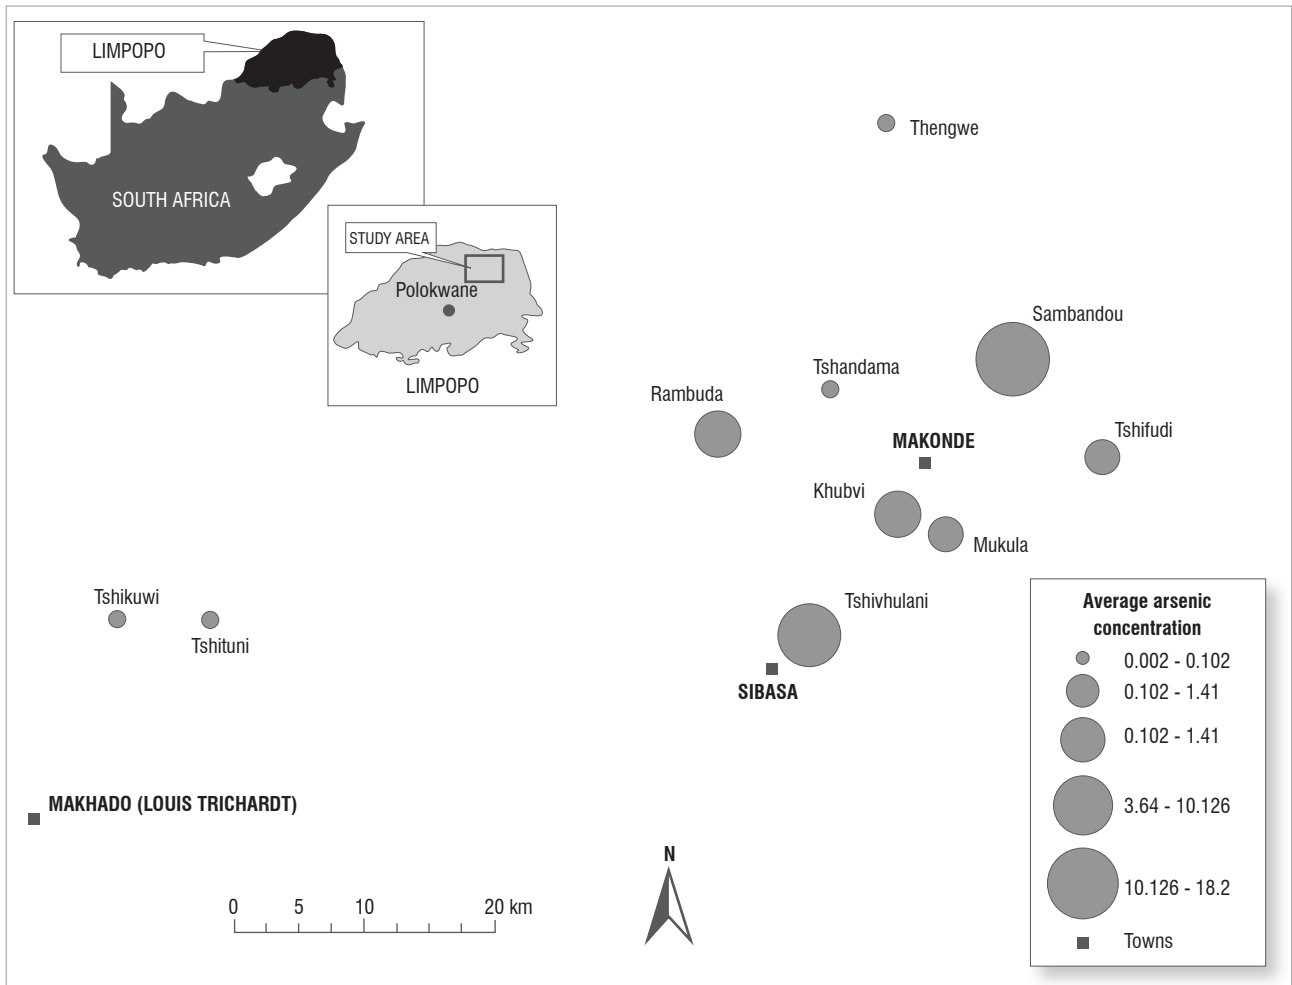 LIMPOPO
SOUTH AFRICA
STUDY AREA
Polokwane
LIMPOPO
Thengwe
Sambandou
Tshandama
Rambuda
Tshifudi
MAKONDE
Khubvi
Mukula
Tshikuwi
Tshituni
Tshivhulani
SIBASA
MAKHADO (LOUIS TRICHARDT)
0 5 10 20 km
N
Average arsenic
concentration
0.002 - 0.102
0.102 - 1.41
0.102 - 1.41
3.64 - 10.126
10.126 - 18.2
Towns